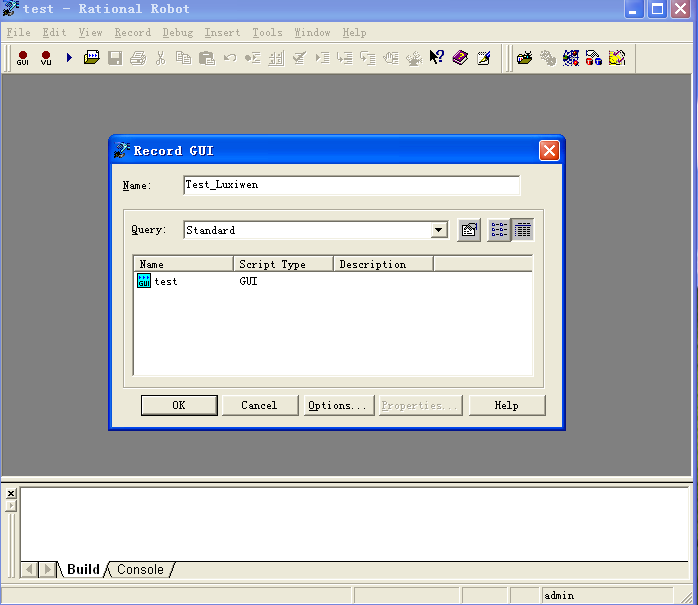 test - Rational Robot
File Edit View Record Debug Insert Tools Window Help
GUI VU
Record GUI
Name: Test_Luxiwen
Query: Standard
Name Script Type Description
GUI test GUI
OK Cancel Options... Properties... Help
Build Console
admin